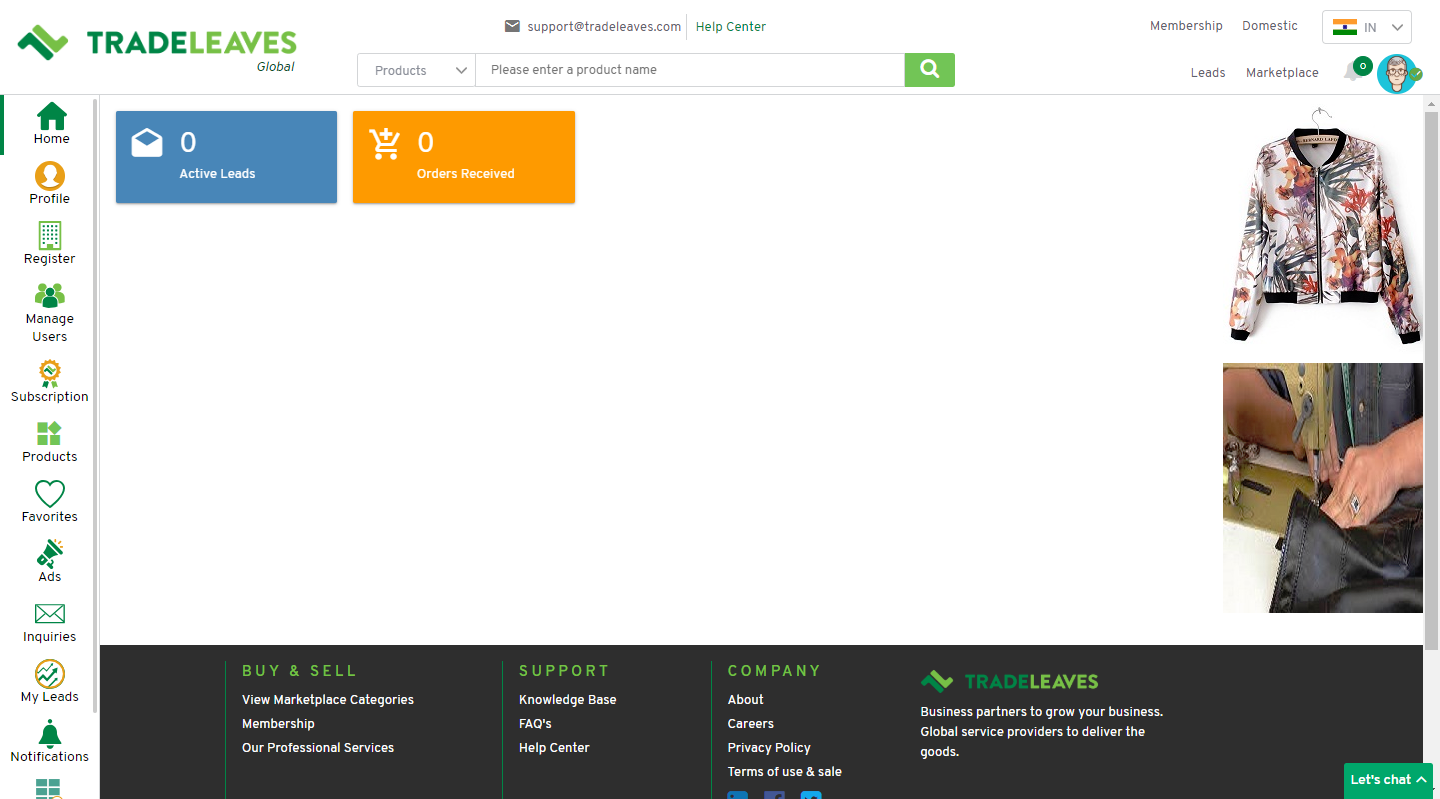 TRADELEAVES
Global
support@tradeleaves.com
Help Center
Membership
Domestic
IN
Products
Please enter a product name
Leads
Marketplace
0
Home
Profile
Register
Manage
Users
Subscription
Products
Favorites
Ads
Inquiries
My Leads
Notifications
0
Active Leads
0
Orders Received
BUY & SELL
View Marketplace Categories
Membership
Our Professional Services
SUPPORT
Knowledge Base
FAQ's
Help Center
COMPANY
About
Careers
Privacy Policy
Terms of use & sale
TRADELEAVES
Business partners to grow your business.
Global service providers to deliver the
goods.
Let's chat